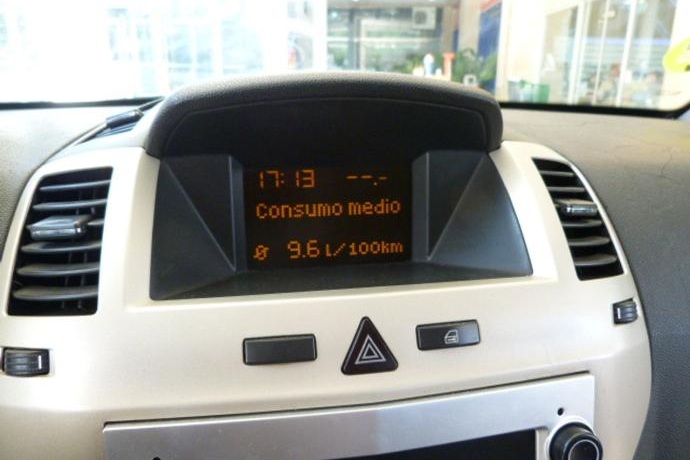 17:13 --.-
Consumo medio
Ø 9.6 L/100km